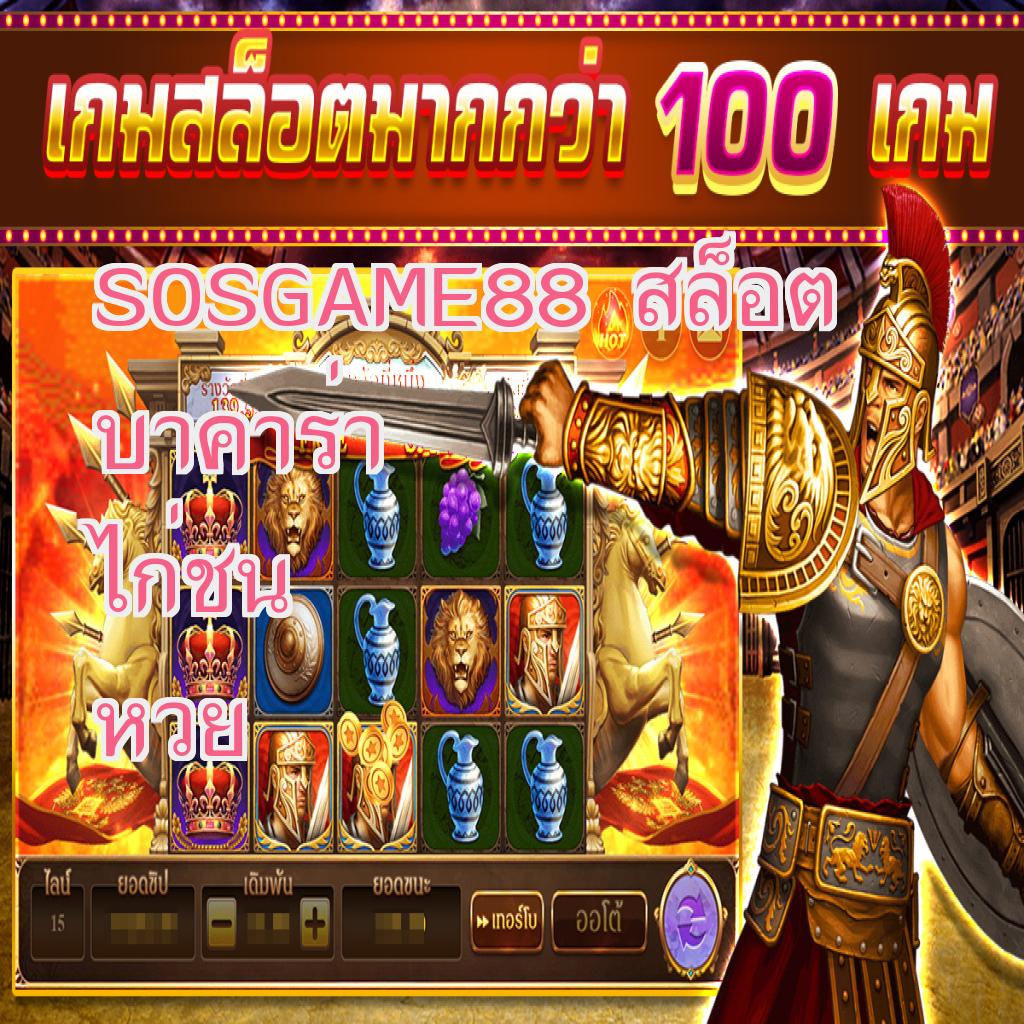 เกมสล็อตมากกว่า 100 เกม
SOSGAME88 สล็อต
HOT
บาคาร่า
ไก่ชน
หวย
ไลน์
ยอดชิป
เดิมพัน
ยอดชนะ
15
เทอร์โบ
ออโต้